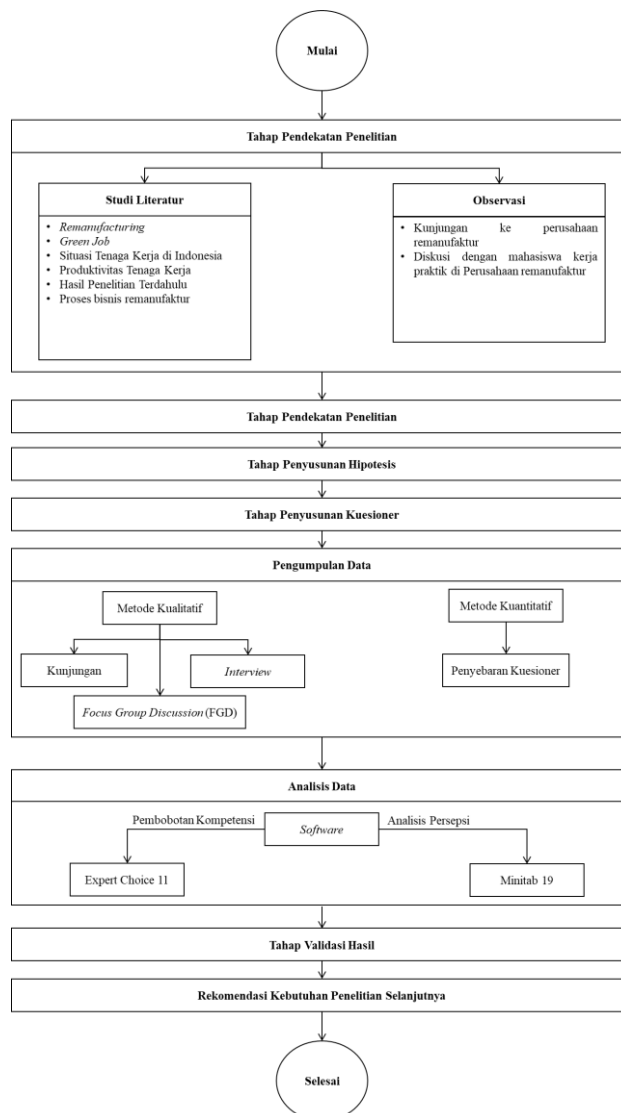 Mulai
Tahap Pendekatan Penelitian
Studi Literatur
• Remanufacturing
• Green Job
• Situasi Tenaga Kerja di Indonesia
• Produktivitas Tenaga Kerja
• Hasil Penelitian Terdahulu
• Proses bisnis remanufaktur
Observasi
• Kunjungan ke perusahaan
remanufaktur
• Diskusi dengan mahasiswa kerja
praktik di Perusahaan remanufaktur
Tahap Pendekatan Penelitian
Tahap Penyusunan Hipotesis
Tahap Penyusunan Kuesioner
Pengumpulan Data
Metode Kualitatif
Kunjungan
Interview
Focus Group Discussion (FGD)
Metode Kuantitatif
Penyebaran Kuesioner
Analisis Data
Pembobotan Kompetensi
Software
Analisis Persepsi
Expert Choice 11
Minitab 19
Tahap Validasi Hasil
Rekomendasi Kebutuhan Penelitian Selanjutnya
Selesai